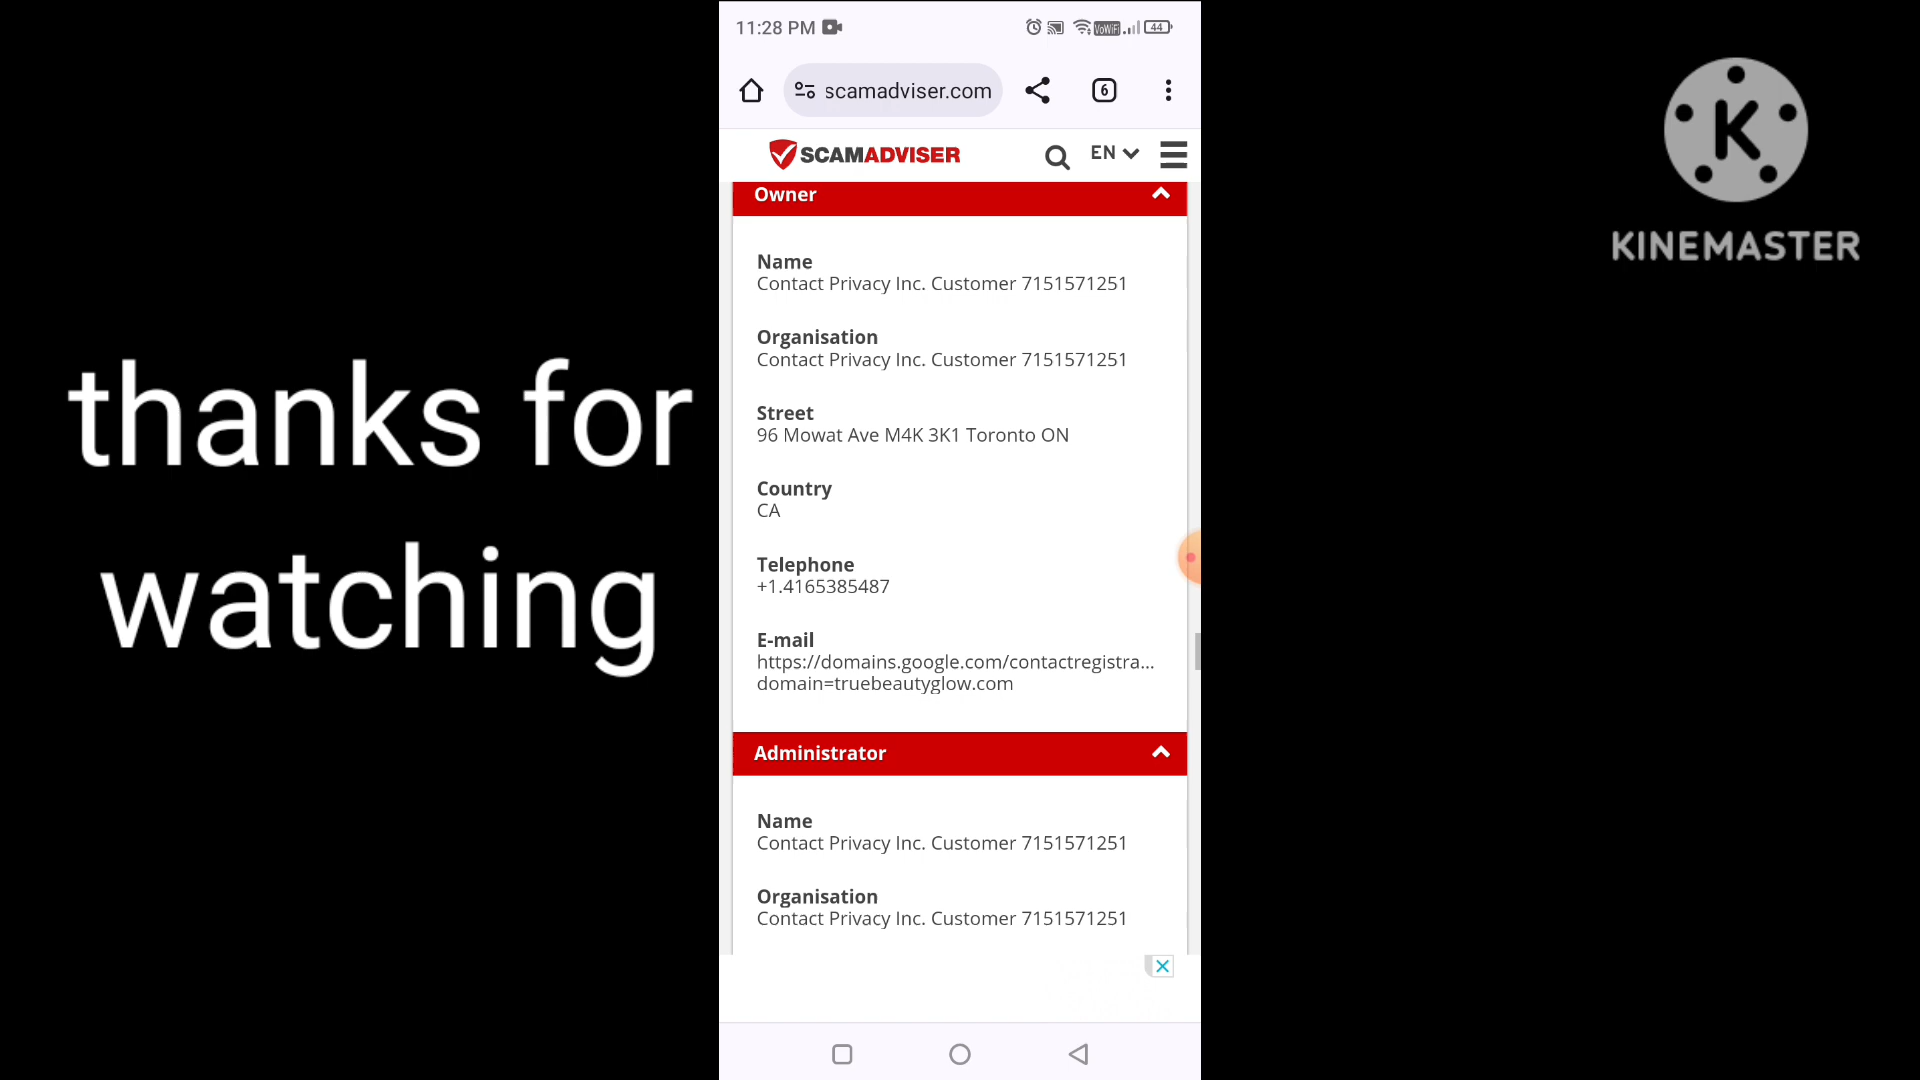 thanks for
watching
11:28 PM
VoWiFi
44
scamadviser.com
6
SCAMADVISER
EN
Owner
Name
Contact Privacy Inc. Customer 7151571251
Organisation
Contact Privacy Inc. Customer 7151571251
Street
96 Mowat Ave M4K 3K1 Toronto ON
Country
CA
Telephone
+1.4165385487
E-mail
https://domains.google.com/contactregistra...
domain=truebeautyglow.com
Administrator
Name
Contact Privacy Inc. Customer 7151571251
Organisation
Contact Privacy Inc. Customer 7151571251
K
KINEMASTER